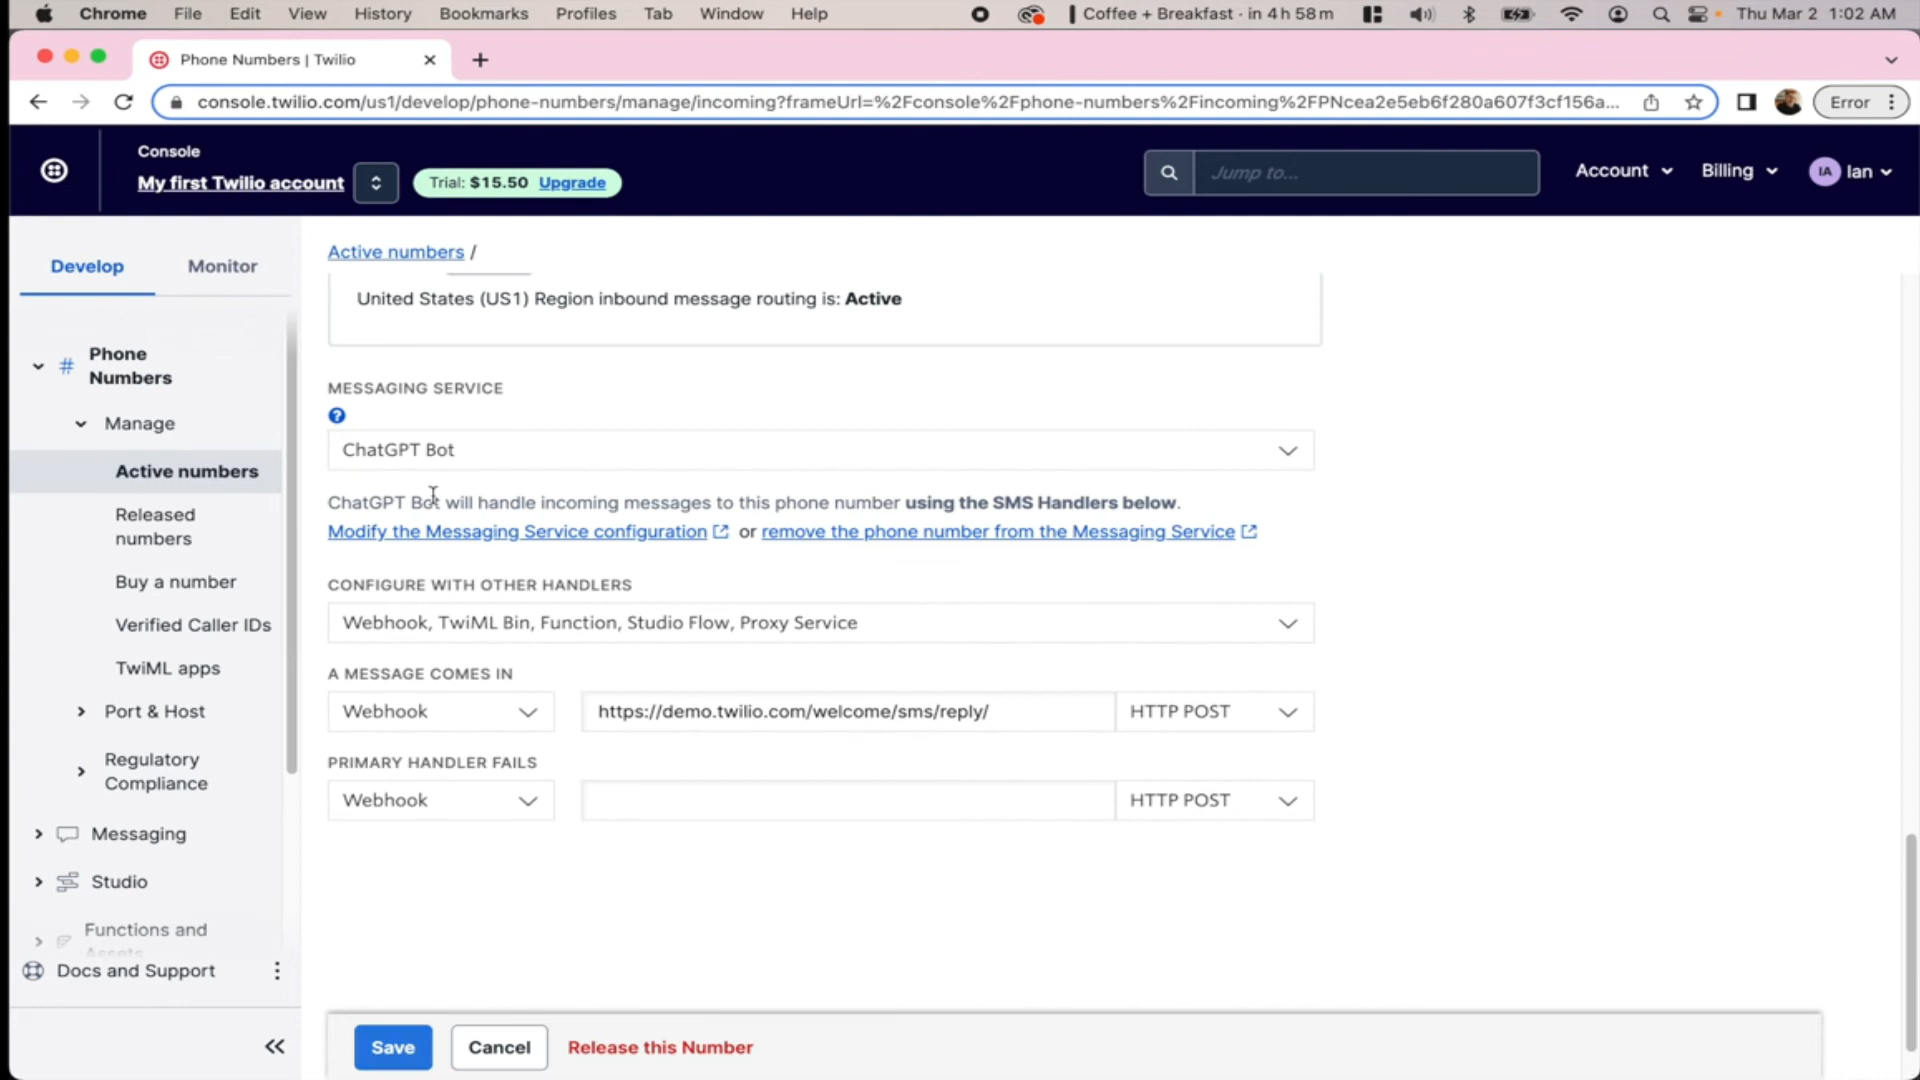 Chrome File Edit View History Bookmarks Profiles Tab Window Help Coffee + Breakfast · in 4 h 58 m Thu Mar 2 1:02 AM
Phone Numbers | Twilio
console.twilio.com/us1/develop/phone-numbers/manage/incoming?frameUrl=%2Fconsole%2Fphone-numbers%2Fincoming%2FPNcea2e5eb6f280a607f3cf156a... Error
Console
My first Twilio account Trial: $15.50 Upgrade Jump to... Account Billing IA Ian
Develop Monitor
# Phone Numbers
Manage
Active numbers
Released numbers
Buy a number
Verified Caller IDs
TwiML apps
Port & Host
Regulatory Compliance
Messaging
Studio
Functions and Assets
Docs and Support
Active numbers /
United States (US1) Region inbound message routing is: Active
MESSAGING SERVICE
?
ChatGPT Bot
ChatGPT Bot will handle incoming messages to this phone number using the SMS Handlers below.
Modify the Messaging Service configuration or remove the phone number from the Messaging Service
CONFIGURE WITH OTHER HANDLERS
Webhook, TwiML Bin, Function, Studio Flow, Proxy Service
A MESSAGE COMES IN
Webhook https://demo.twilio.com/welcome/sms/reply/ HTTP POST
PRIMARY HANDLER FAILS
Webhook HTTP POST
Save Cancel Release this Number